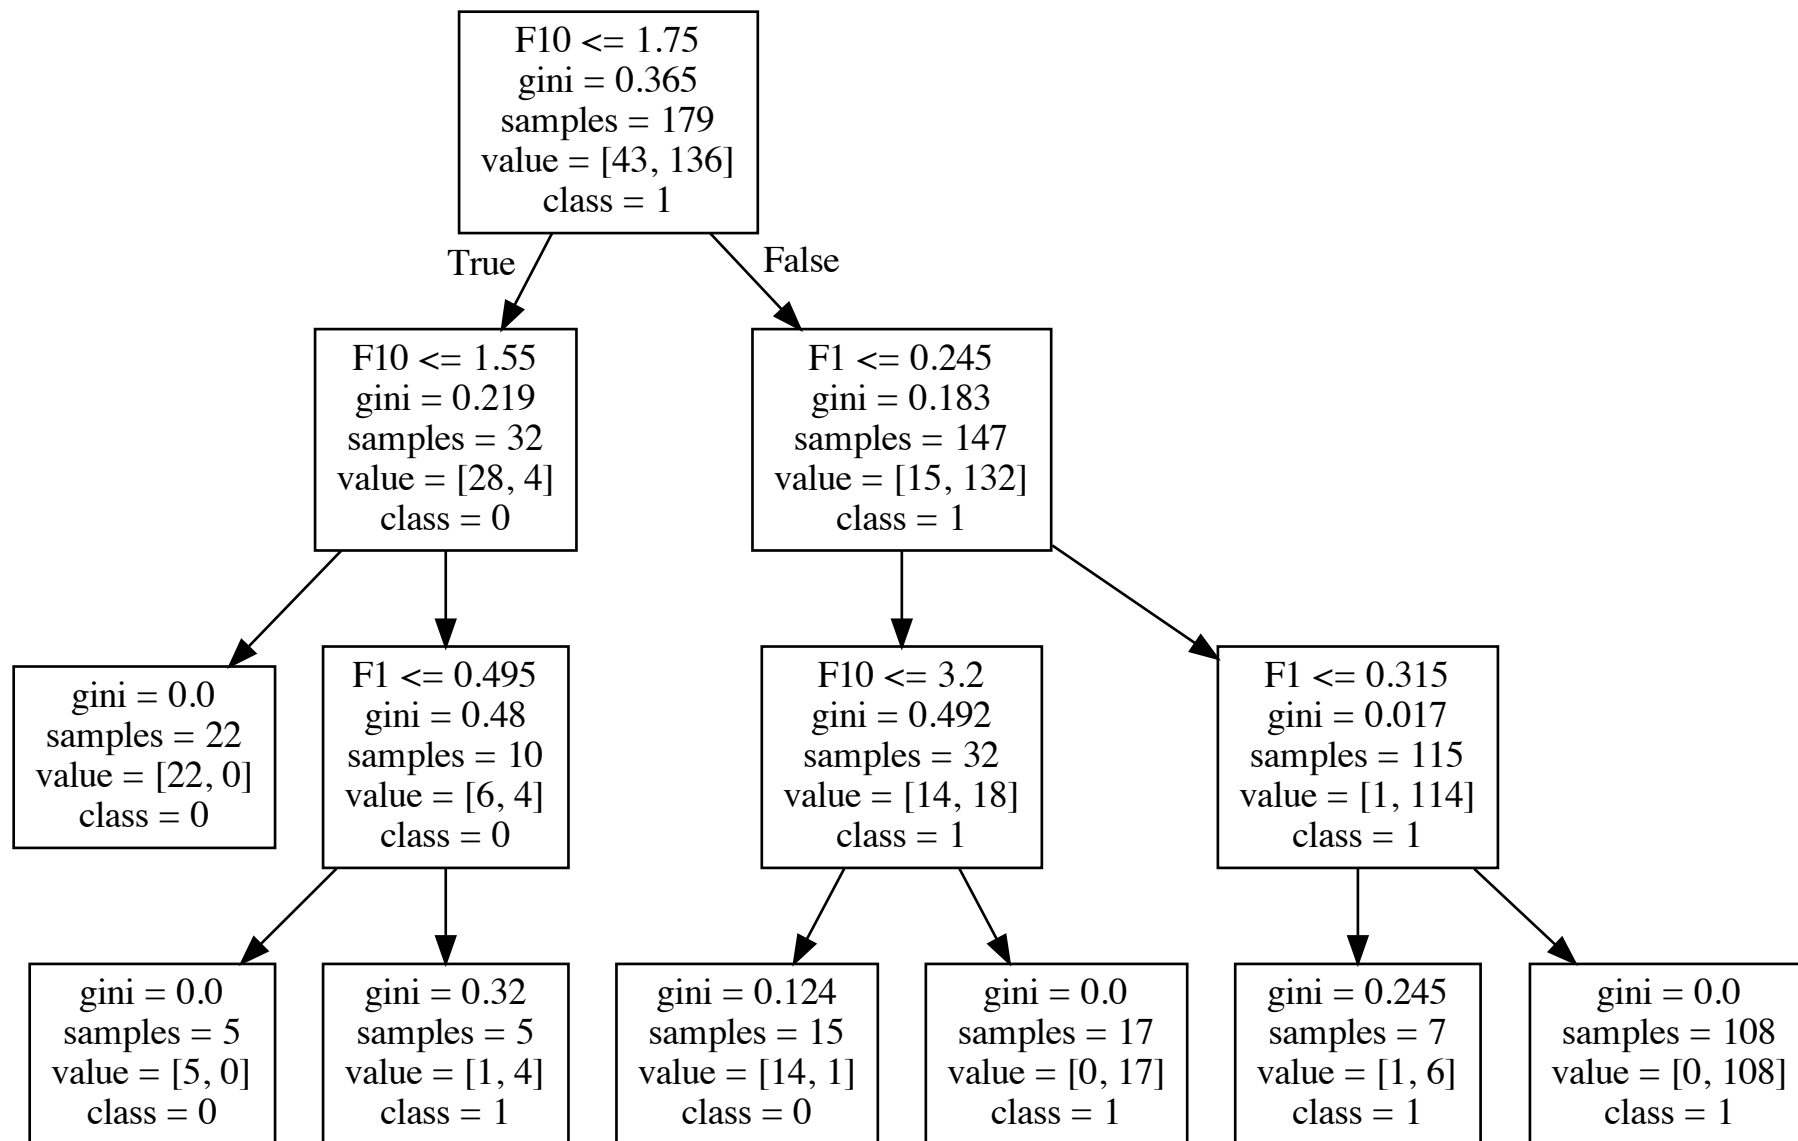 F10 <= 1.75
gini = 0.365
samples = 179
value = [43, 136]
class = 1
True
False
F10 <= 1.55
gini = 0.219
samples = 32
value = [28, 4]
class = 0
F1 <= 0.245
gini = 0.183
samples = 147
value = [15, 132]
class = 1
gini = 0.0
samples = 22
value = [22, 0]
class = 0
F1 <= 0.495
gini = 0.48
samples = 10
value = [6, 4]
class = 0
F10 <= 3.2
gini = 0.492
samples = 32
value = [14, 18]
class = 1
F1 <= 0.315
gini = 0.017
samples = 115
value = [1, 114]
class = 1
gini = 0.0
samples = 5
value = [5, 0]
class = 0
gini = 0.32
samples = 5
value = [1, 4]
class = 1
gini = 0.124
samples = 15
value = [14, 1]
class = 0
gini = 0.0
samples = 17
value = [0, 17]
class = 1
gini = 0.245
samples = 7
value = [1, 6]
class = 1
gini = 0.0
samples = 108
value = [0, 108]
class = 1